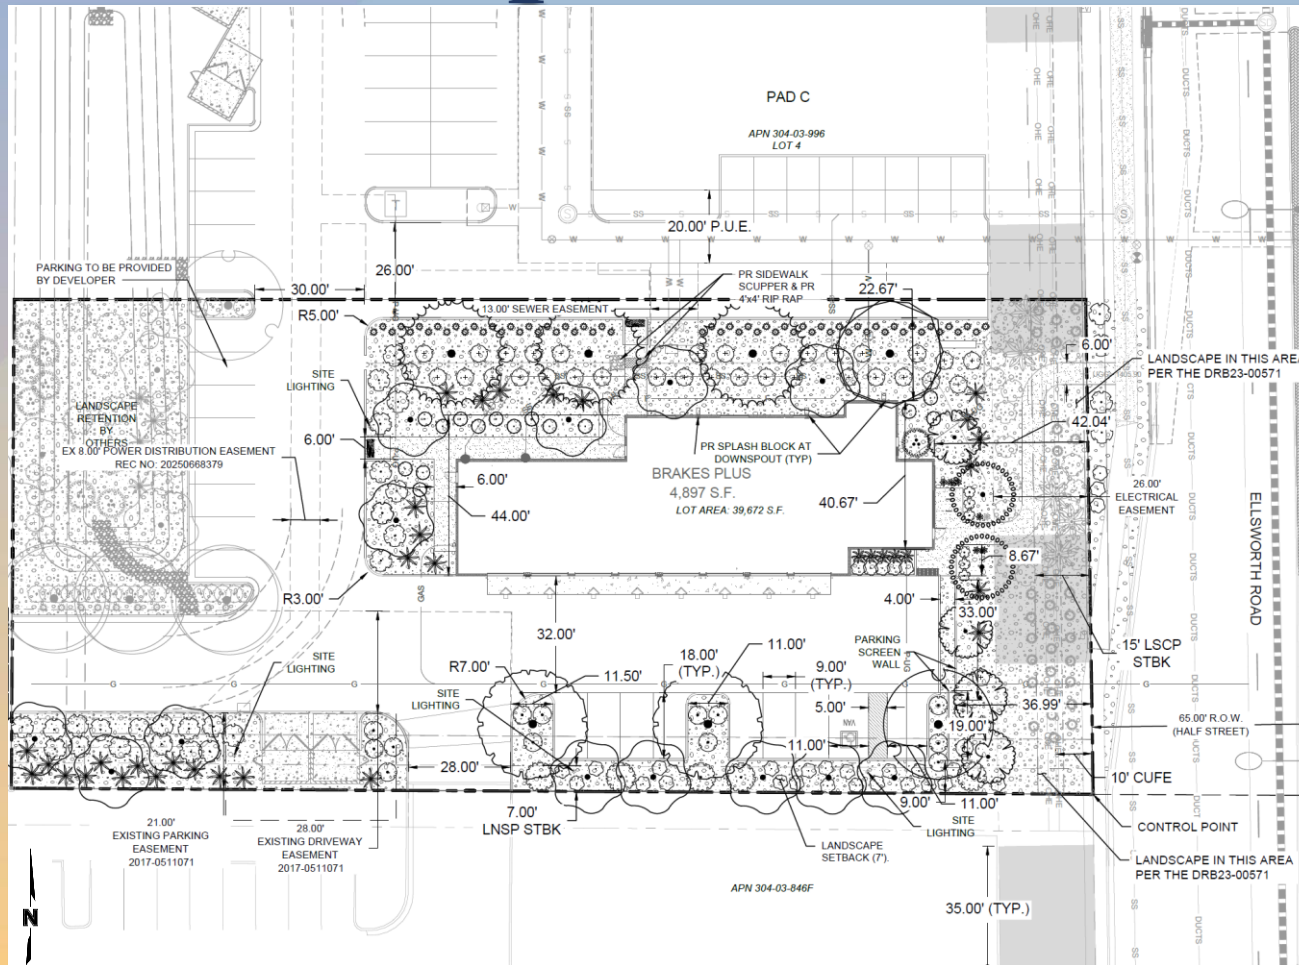 PAD C
APN 304-03-996
LOT 4
20.00' P.U.E.
PARKING TO BE PROVIDED
BY DEVELOPER
30.00'
26.00'
PR SIDEWALK
SCUPPER & PR
4'x4' RIP RAP
22.67'
R5.00'
13.00' SEWER EASEMENT
6.00'
LANDSCAPE IN THIS AREA
PER THE DRB23-00571
SITE
LIGHTING
LANDSCAPE
RETENTION
BY
OTHERS
42.04'
6.00'
EX 8.00' POWER DISTRIBUTION EASEMENT
REC NO: 20250668379
PR SPLASH BLOCK AT
DOWNSPOUT (TYP)
BRAKES PLUS
4,897 S.F.
LOT AREA: 39,672 S.F.
6.00'
44.00'
40.67'
26.00'
ELECTRICAL
EASEMENT
ELLSWORTH ROAD
8.67'
R3.00'
GAS
4.00'
33.00'
32.00'
15' LSCP
STBK
SITE
LIGHTING
R7.00'
11.50'
18.00'
(TYP.)
11.00'
9.00'
(TYP.)
PARKING
SCREEN
WALL
SITE
LIGHTING
5.00'
36.99'
19.00'
65.00' R.O.W.
(HALF STREET)
11.00'
VAN
28.00'
10' CUFE
7.00'
LNSP STBK
9.00'
11.00'
SITE
LIGHTING
CONTROL POINT
21.00'
EXISTING PARKING
EASEMENT
2017-0511071
28.00'
EXISTING DRIVEWAY
EASEMENT
2017-0511071
LANDSCAPE
SETBACK (7').
LANDSCAPE IN THIS AREA
PER THE DRB23-00571
APN 304-03-846F
35.00' (TYP.)
N